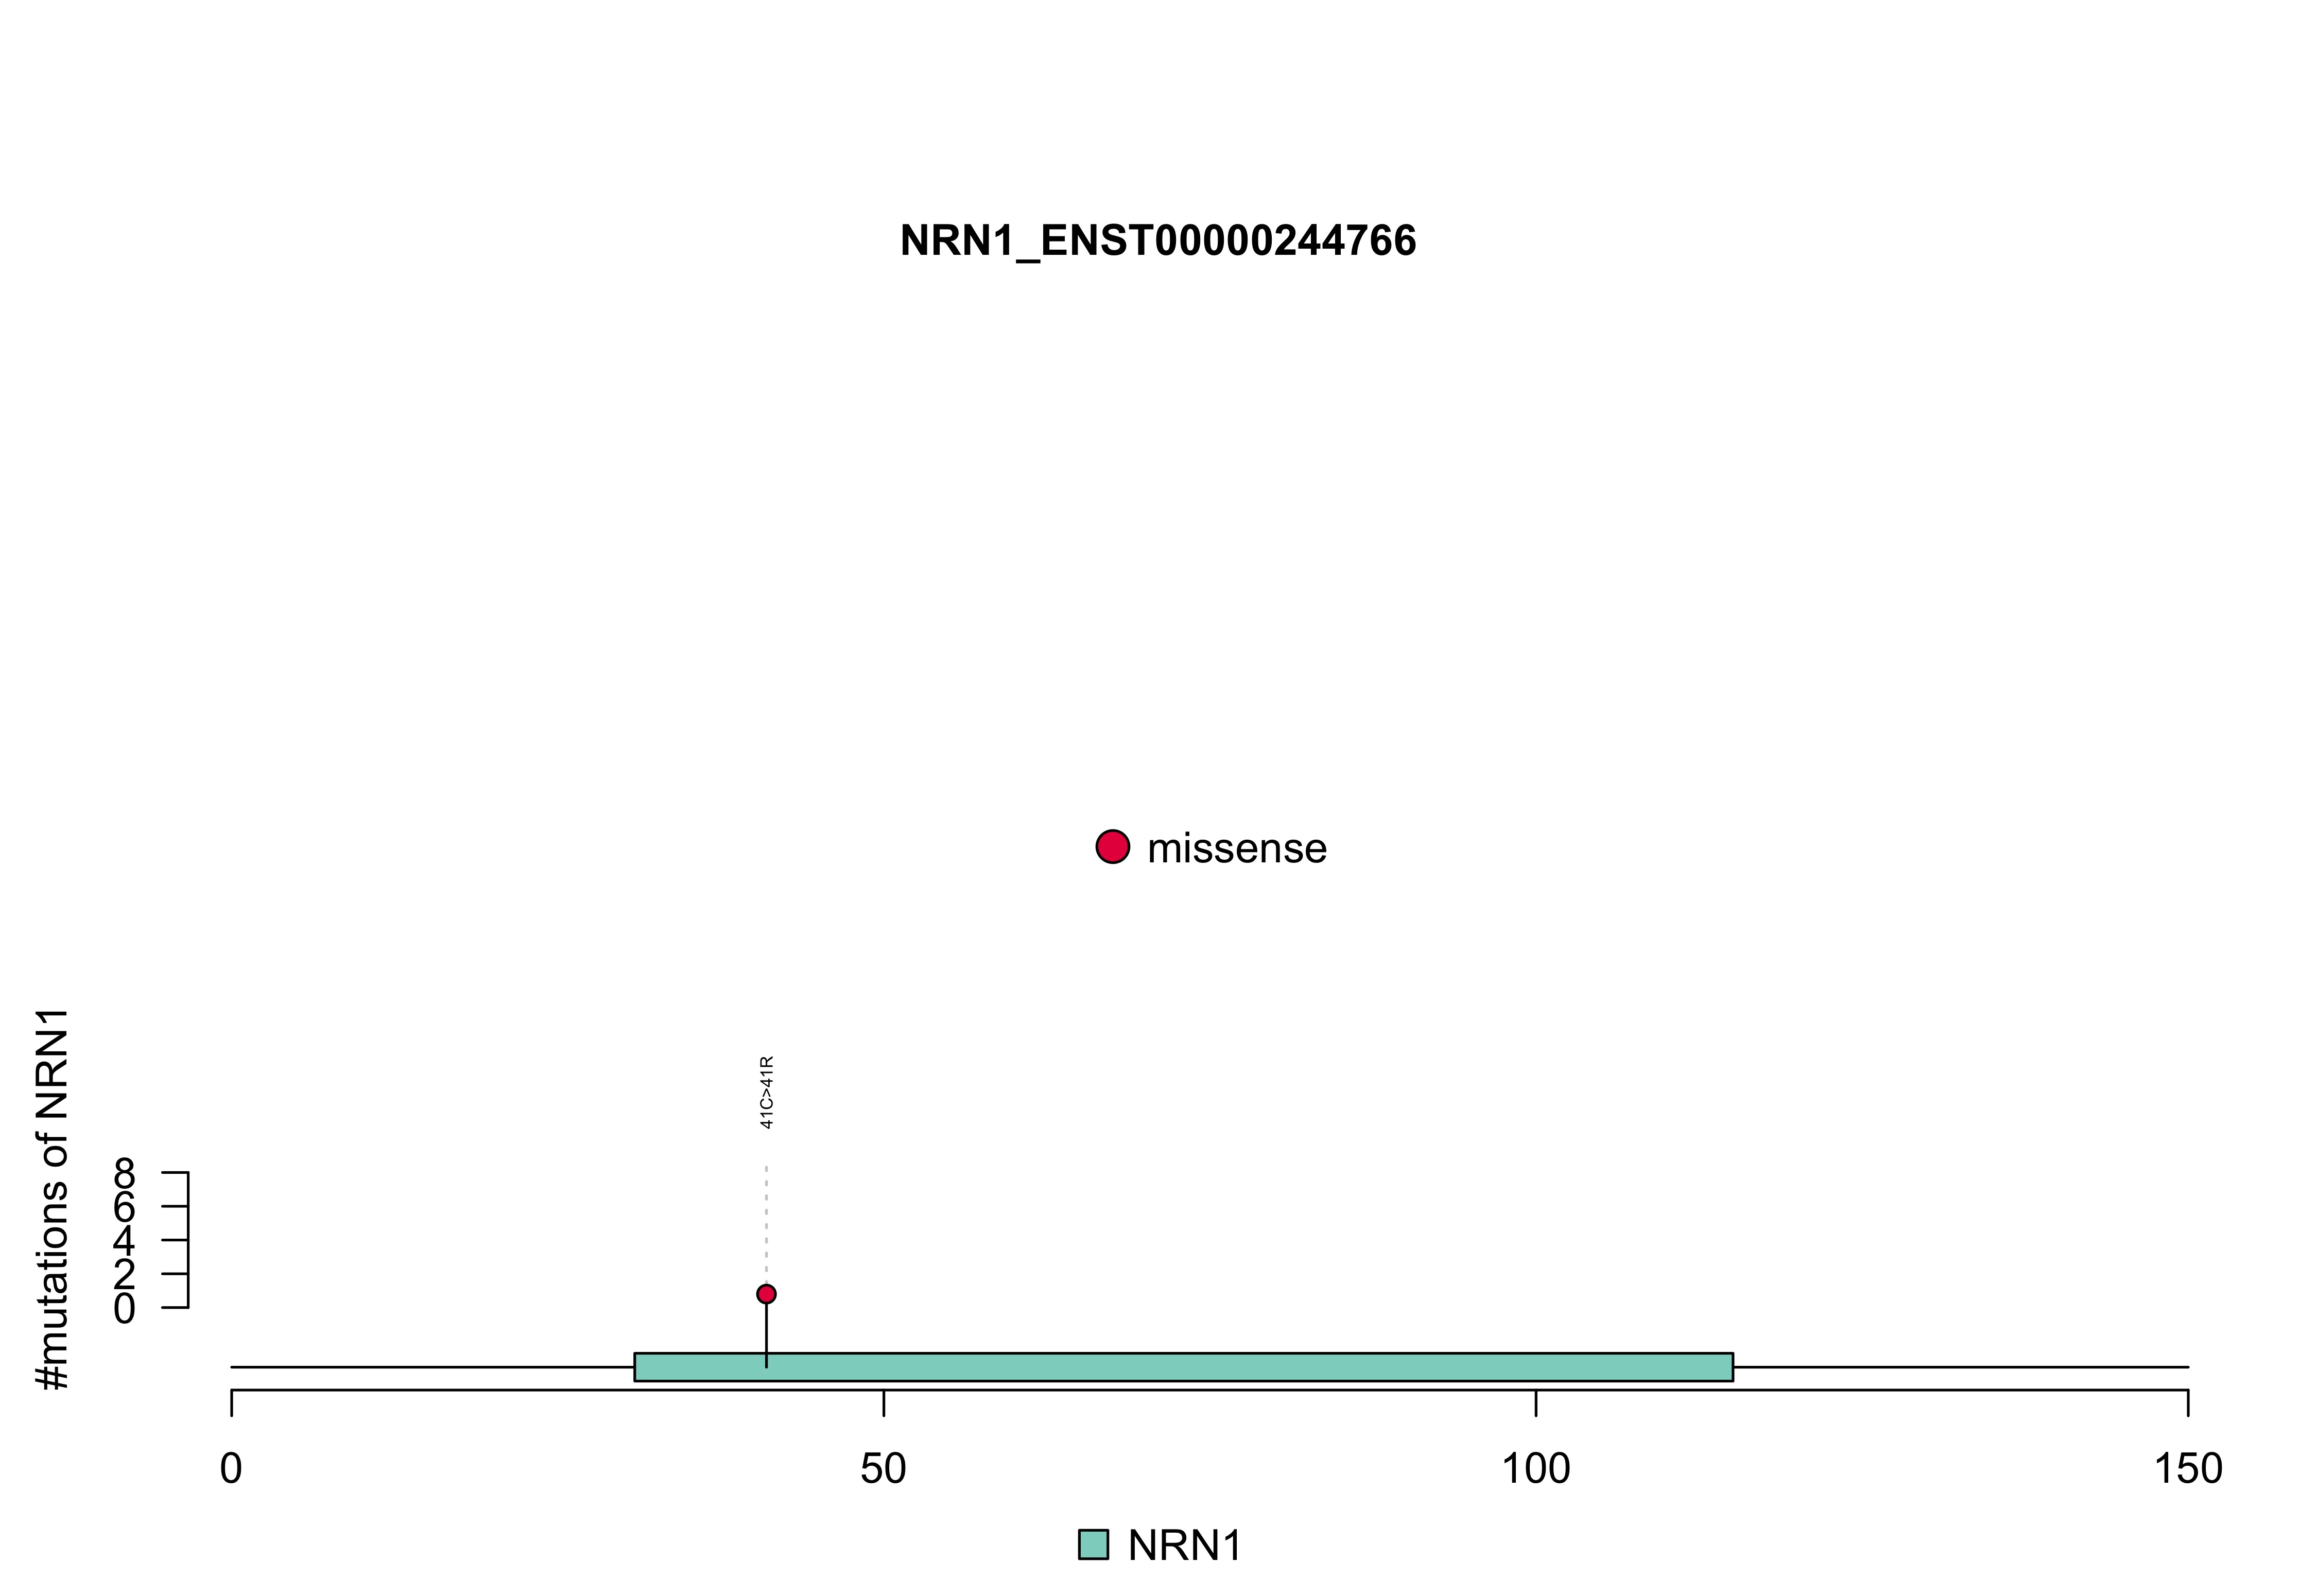 NRN1_ENST00000244766
missense
#mutations of NRN1
41C>41R
8
6
4
2
0
0 50 100 150
NRN1